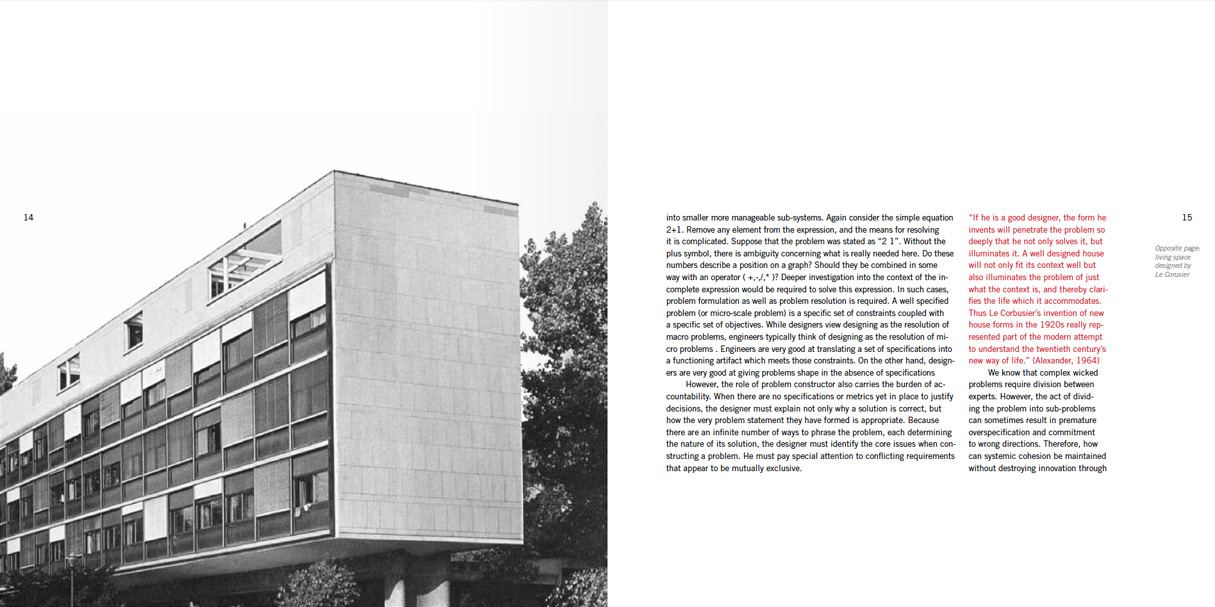 14
into smaller more manageable sub-systems. Again consider the simple equation
2+1. Remove any element from the expression, and the means for resolving
it is complicated. Suppose that the problem was stated as “2 1”. Without the
plus symbol, there is ambiguity concerning what is really needed here. Do these
numbers describe a position on a graph? Should they be combined in some
way with an operator ( +,-,/,* )? Deeper investigation into the context of the in-
complete expression would be required to solve this expression. In such cases,
problem formulation as well as problem resolution is required. A well specified
problem (or micro-scale problem) is a specific set of constraints coupled with
a specific set of objectives. While designers view designing as the resolution of
macro problems, engineers typically think of designing as the resolution of mi-
cro problems . Engineers are very good at translating a set of specifications into
a functioning artifact which meets those constraints. On the other hand, design-
ers are very good at giving problems shape in the absence of specifications
However, the role of problem constructor also carries the burden of ac-
countability. When there are no specifications or metrics yet in place to justify
decisions, the designer must explain not only why a solution is correct, but
how the very problem statement they have formed is appropriate. Because
there are an infinite number of ways to phrase the problem, each determining
the nature of its solution, the designer must identify the core issues when con-
structing a problem. He must pay special attention to conflicting requirements
that appear to be mutually exclusive.
“If he is a good designer, the form he
invents will penetrate the problem so
deeply that he not only solves it, but
illuminates it. A well designed house
will not only fit its context well but
also illuminates the problem of just
what the context is, and thereby clari-
fies the life which it accommodates.
Thus Le Corbusier’s invention of new
house forms in the 1920s really rep-
resented part of the modern attempt
to understand the twentieth century’s
new way of life.” (Alexander, 1964)
We know that complex wicked
problems require division between
experts. However, the act of divid-
ing the problem into sub-problems
can sometimes result in premature
overspecification and commitment
to wrong directions. Therefore, how
can systemic cohesion be maintained
without destroying innovation through
15
Opposite page:
living space
designed by
Le Corusier